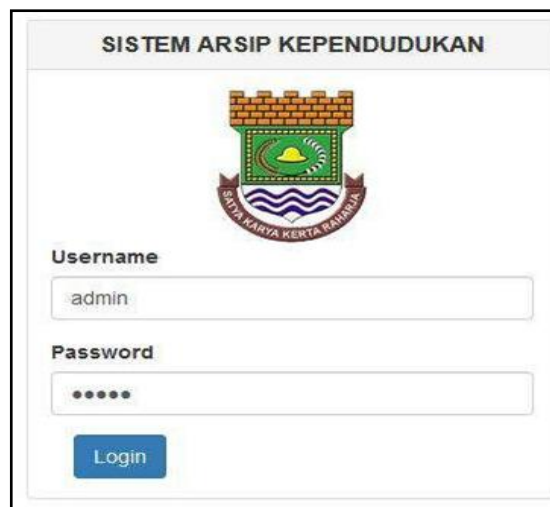 SISTEM ARSIP KEPENDUDUKAN
SATYA KARYA KERTA RAHARJA
Username
admin
Password
•••••
Login